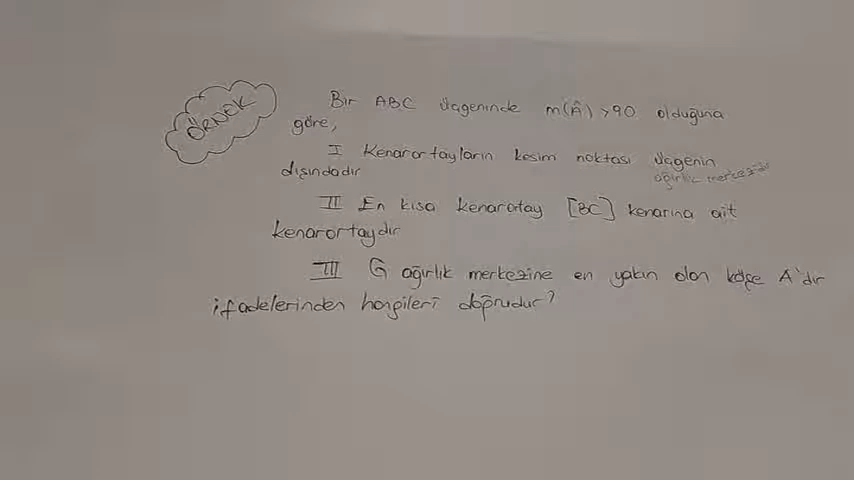 ÖRNEK
Bir ABC üçgeninde m(Â) > 90 olduğuna
göre,
I Kenarortayların kesim noktası üçgenin
dışındadır
ağırlık merkezidir
II En kısa kenarortay [BC] kenarına ait
kenarortaydır
III G ağırlık merkezine en yakın olan köşe A'dır
ifadelerinden hangileri doğrudur?